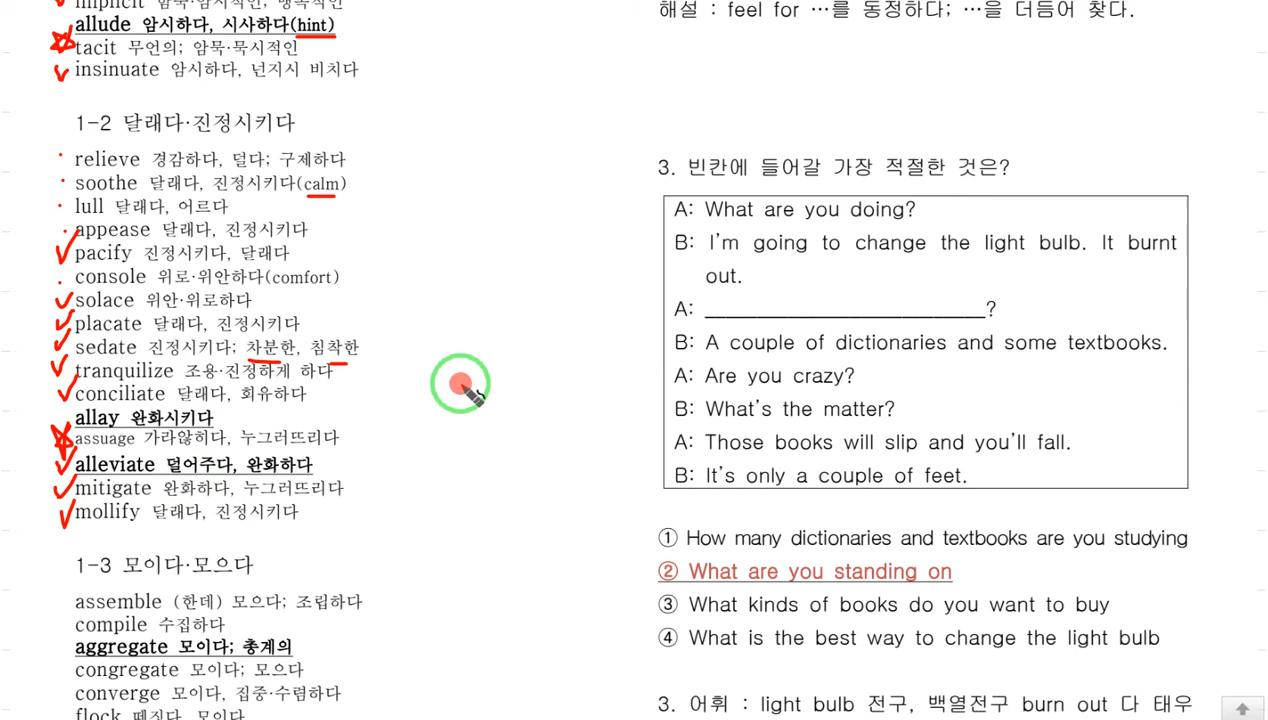 implicit 암묵·암시적인, 맹목적인
allude 암시하다, 시사하다(hint)
tacit 무언의; 암묵·묵시적인
insinuate 암시하다, 넌지시 비치다
1-2 달래다·진정시키다
relieve 경감하다, 덜다; 구제하다
soothe 달래다, 진정시키다(calm)
lull 달래다, 어르다
appease 달래다, 진정시키다
pacify 진정시키다, 달래다
console 위로·위안하다(comfort)
solace 위안·위로하다
placate 달래다, 진정시키다
sedate 진정시키다; 차분한, 침착한
tranquilize 조용·진정하게 하다
conciliate 달래다, 회유하다
allay 완화시키다
assuage 가라앉히다, 누그러뜨리다
alleviate 덜어주다, 완화하다
mitigate 완화하다, 누그러뜨리다
mollify 달래다, 진정시키다
1-3 모이다·모으다
assemble (한데) 모으다; 조립하다
compile 수집하다
aggregate 모이다; 총계의
congregate 모이다; 모으다
converge 모이다, 집중·수렴하다
flock 떼짓다, 모이다
해설 : feel for …를 동정하다; …을 더듬어 찾다.
3. 빈칸에 들어갈 가장 적절한 것은?
A: What are you doing?
B: I’m going to change the light bulb. It burnt
out.
A: ________________________?
B: A couple of dictionaries and some textbooks.
A: Are you crazy?
B: What’s the matter?
A: Those books will slip and you’ll fall.
B: It’s only a couple of feet.
① How many dictionaries and textbooks are you studying
② What are you standing on
③ What kinds of books do you want to buy
④ What is the best way to change the light bulb
3. 어휘 : light bulb 전구, 백열전구 burn out 다 태우